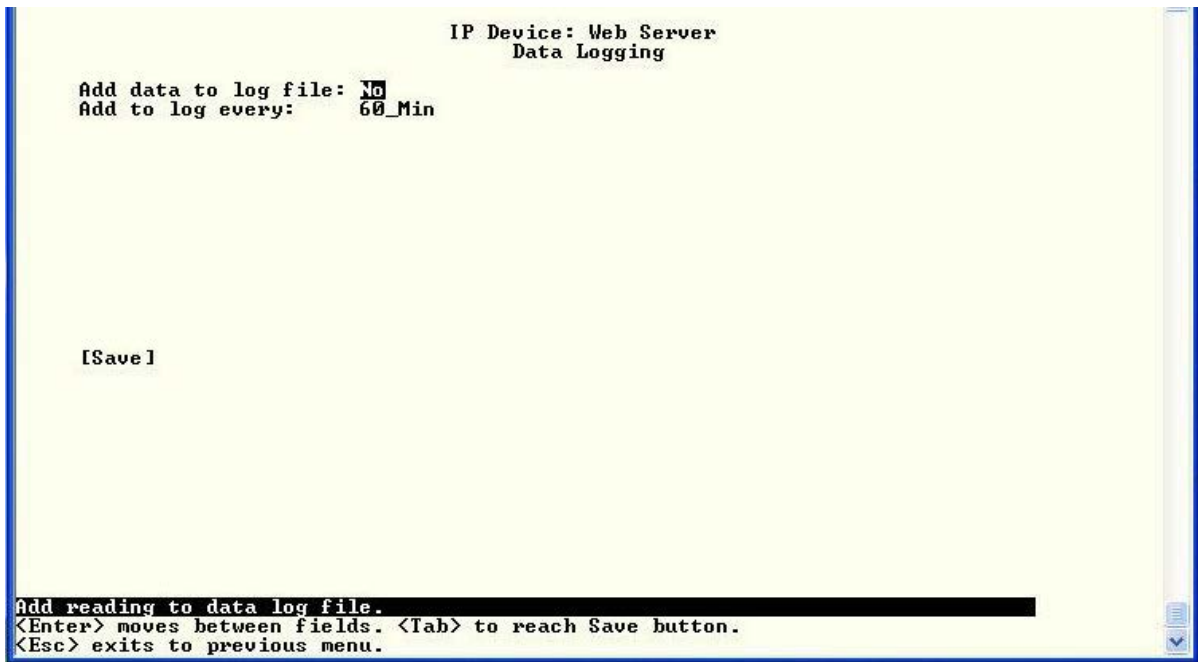 IP Device: Web Server
Data Logging
Add data to log file: No
Add to log every: 60_Min
[Save]
Add reading to data log file.
<Enter> moves between fields. <Tab> to reach Save button.
<Esc> exits to previous menu.